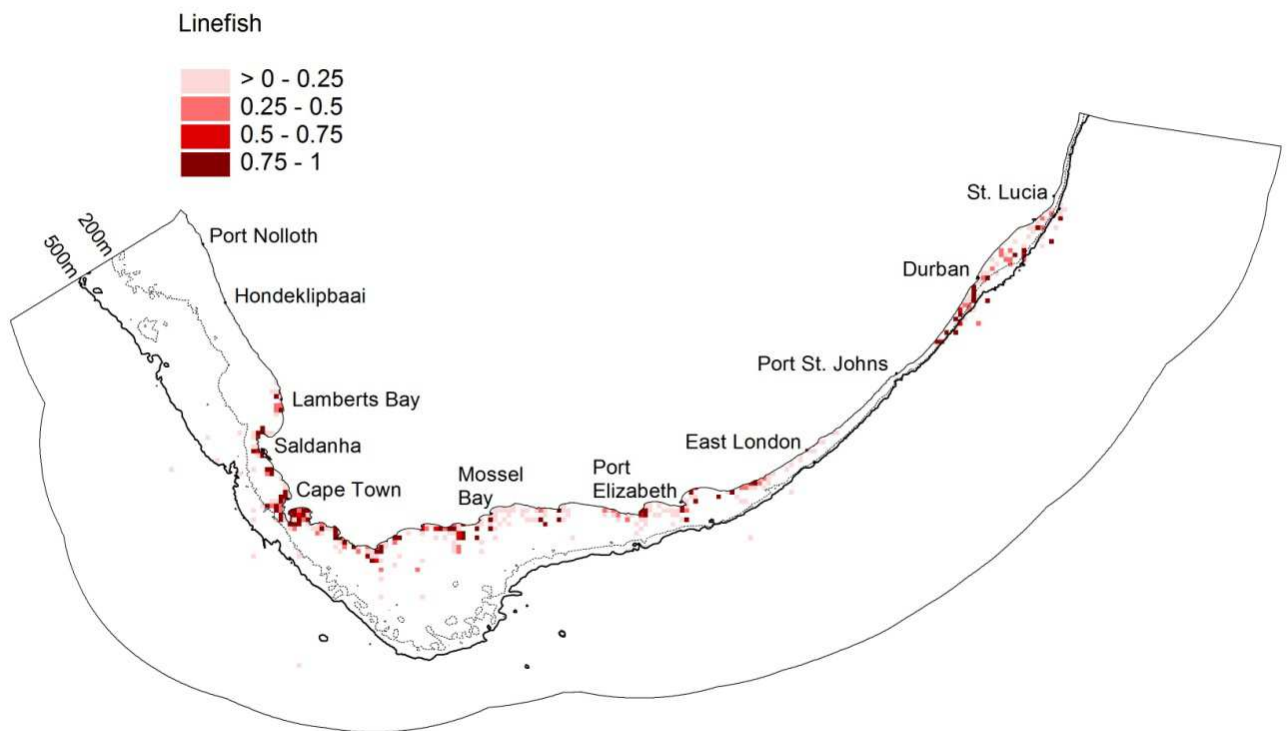 Linefish
> 0 - 0.25
0.25 - 0.5
0.5 - 0.75
0.75 - 1
St. Lucia
200m
500m
Port Nolloth
Durban
Hondeklipbaai
Port St. Johns
Lamberts Bay
Saldanha
East London
Cape Town
Mossel
Bay
Port
Elizabeth